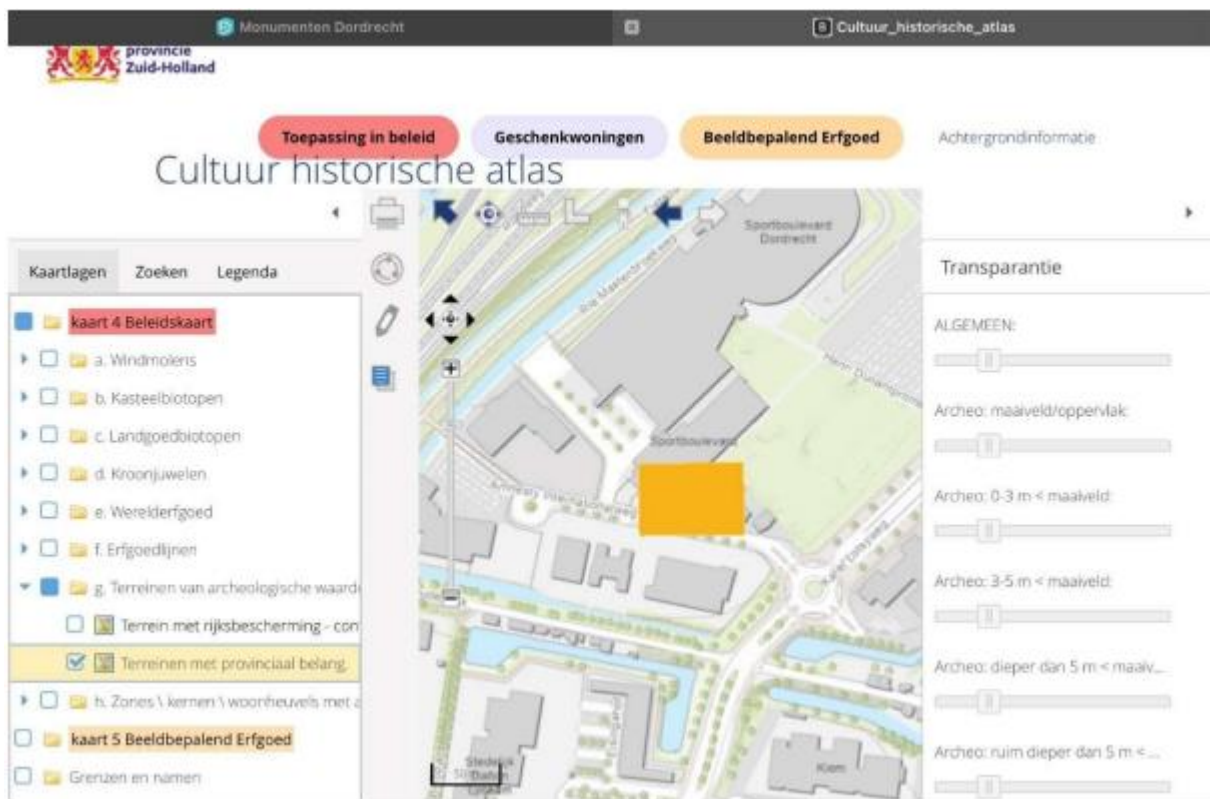 Monumenten Dordrecht
Cultuur_historische_atlas
provincie
Zuid-Holland
Toepassing in beleid
Geschenkwoningen
Beeldbepalend Erfgoed
Achtergrondinformatie
Cultuur historische atlas
Kaartlagen
Zoeken
Legenda
kaart 4 Beleidskaart
a. Windmolens
b. Kasteelbiotopen
c. Landgoedbiotopen
d. Kroonjuwelen
e. Werelderfgoed
f. Erfgoedlijnen
g. Terreinen van archeologische waarde
Terrein met rijksbescherming - con
Terreinen met provinciaal belang.
h. Zones \ kernen \ woonheuvels met a
kaart 5 Beeldbepalend Erfgoed
Grenzen en namen
Sportboulevard
Dordrecht
Sportboulevard
Stedelijk
Dalton
Kiem
Transparantie
ALGEMEEN:
Archeo: maaiveld/oppervlak:
Archeo: 0-3 m < maaiveld:
Archeo: 3-5 m < maaiveld:
Archeo: dieper dan 5 m < maaiv...
Archeo: ruim dieper dan 5 m < ...